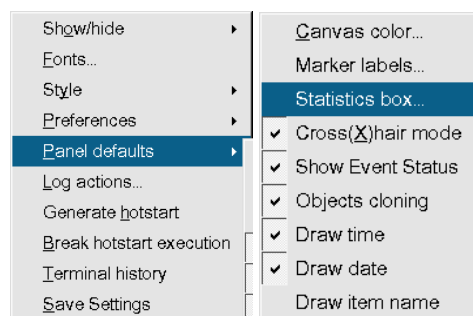 Show/hide
Fonts...
Style
Preferences
Panel defaults
Log actions...
Generate hotstart
Break hotstart execution
Terminal history
Save Settings
Canvas color...
Marker labels...
Statistics box...
Cross(X)hair mode
Show Event Status
Objects cloning
Draw time
Draw date
Draw item name